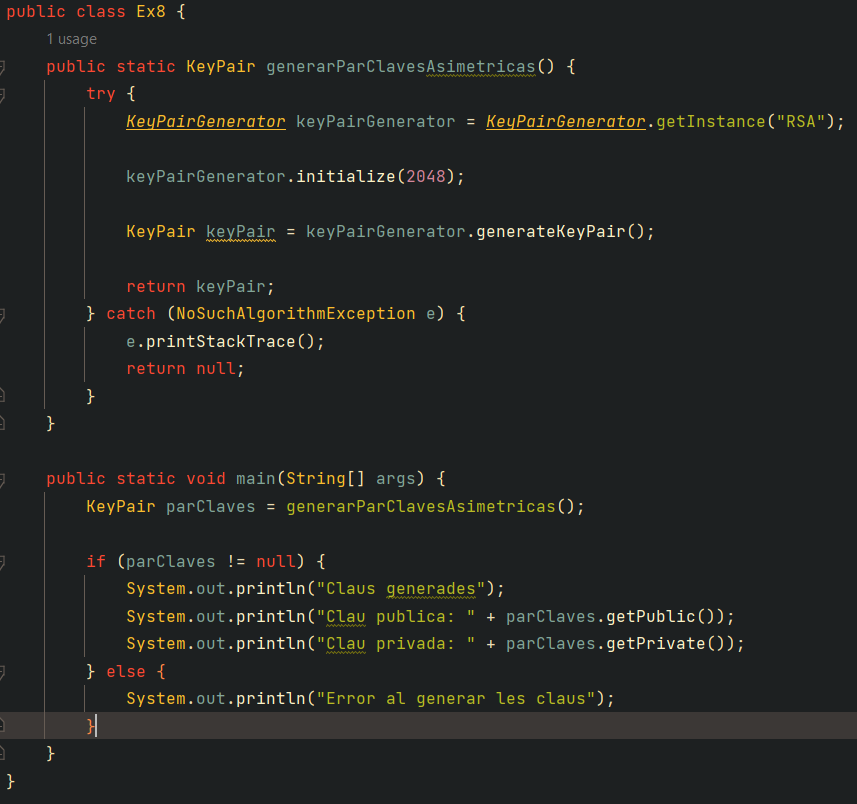 public class Ex8 {
1 usage
public static KeyPair generarParClavesAsimetricas() {
try {
KeyPairGenerator keyPairGenerator = KeyPairGenerator.getInstance("RSA");
keyPairGenerator.initialize(2048);
KeyPair keyPair = keyPairGenerator.generateKeyPair();
return keyPair;
} catch (NoSuchAlgorithmException e) {
e.printStackTrace();
return null;
}
}
public static void main(String[] args) {
KeyPair parClaves = generarParClavesAsimetricas();
if (parClaves != null) {
System.out.println("Claus generades");
System.out.println("Clau publica: " + parClaves.getPublic());
System.out.println("Clau privada: " + parClaves.getPrivate());
} else {
System.out.println("Error al generar les claus");
}
}
}